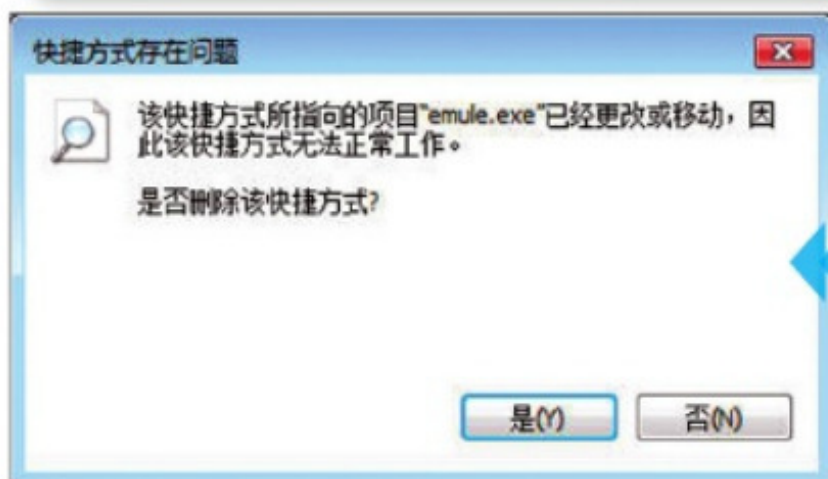 快捷方式存在问题
该快捷方式所指向的项目"emule.exe"已经更改或移动，因
此该快捷方式无法正常工作。
是否删除该快捷方式?
是(Y)
否(N)